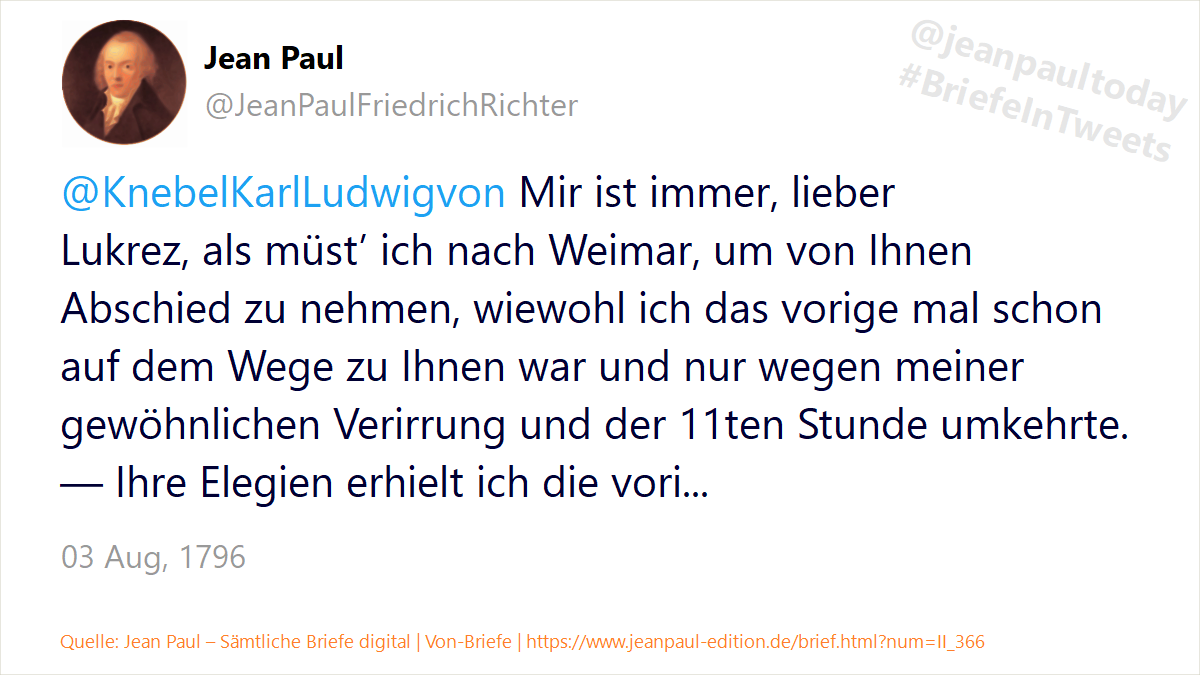 Jean Paul
@JeanPaulFriedrichRichter
@jeanpaultoday
#BriefeInTweets
@KnebelKarlLudwigvon Mir ist immer, lieber
Lukrez, als müst’ ich nach Weimar, um von Ihnen
Abschied zu nehmen, wiewohl ich das vorige mal schon
auf dem Wege zu Ihnen war und nur wegen meiner
gewöhnlichen Verirrung und der 11ten Stunde umkehrte.
— Ihre Elegien erhielt ich die vori...
03 Aug, 1796
Quelle: Jean Paul – Sämtliche Briefe digital | Von-Briefe | https://www.jeanpaul-edition.de/brief.html?num=II_366